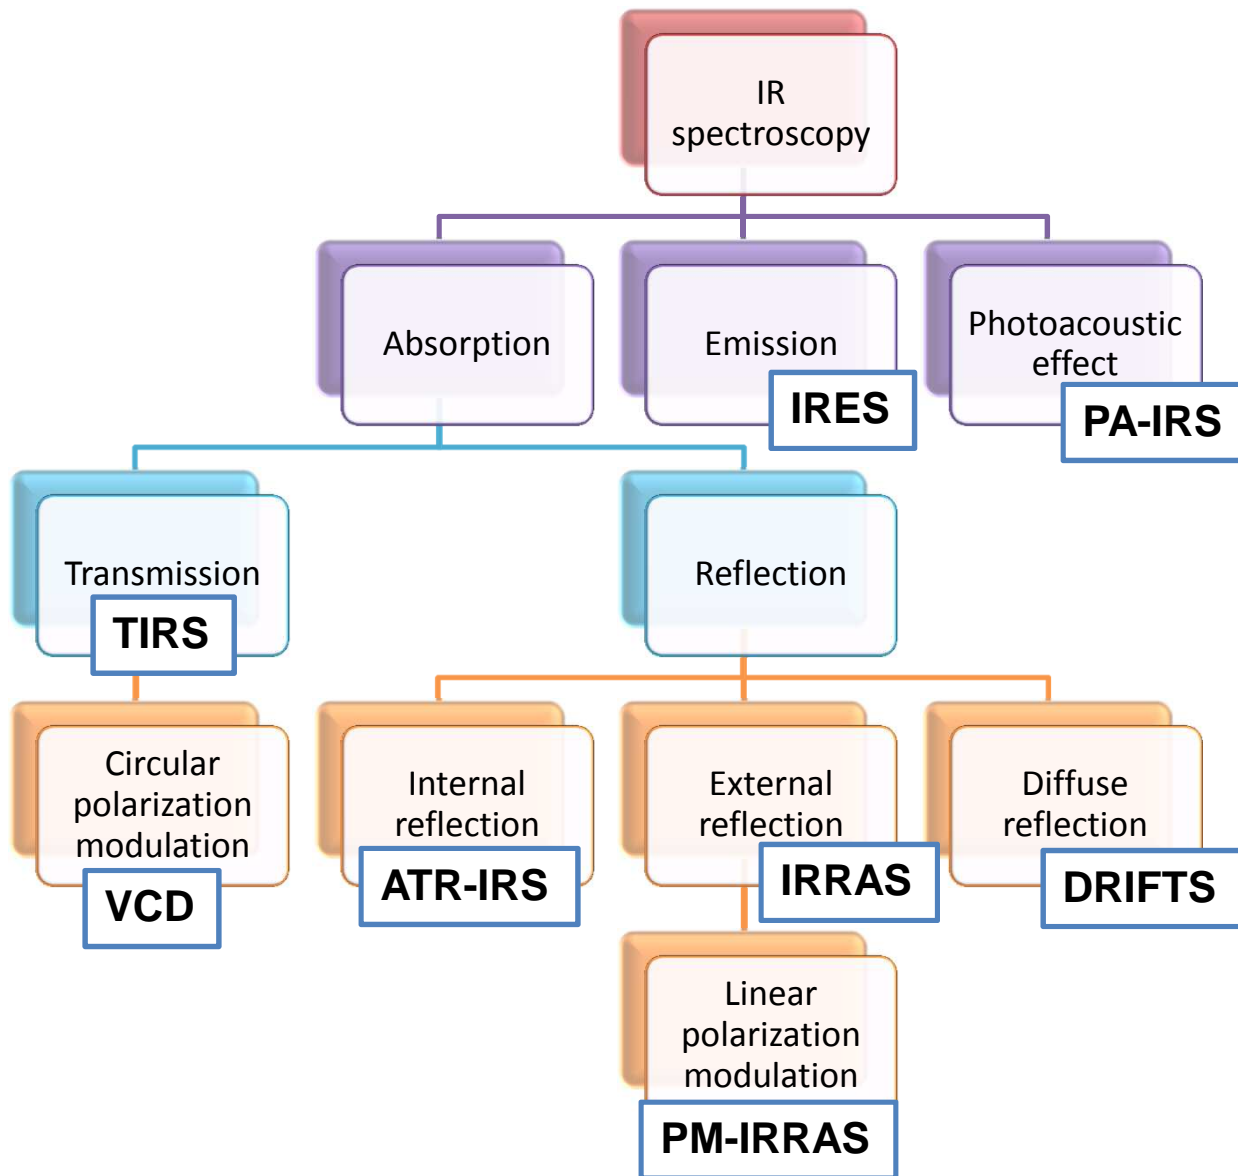 IR
spectroscopy
Absorption
Emission
IRES
Photoacoustic
effect
PA-IRS
Transmission
TIRS
Reflection
Circular
polarization
modulation
VCD
Internal
reflection
ATR-IRS
External
reflection
IRRAS
Diffuse
reflection
DRIFTS
Linear
polarization
modulation
PM-IRRAS